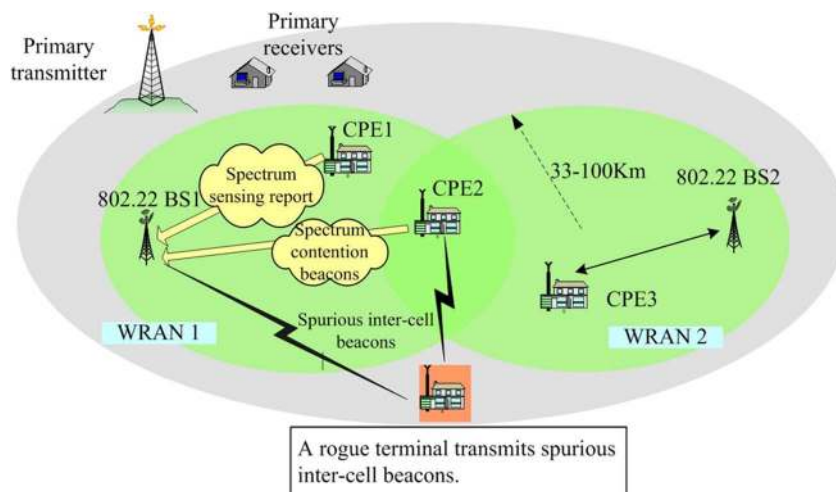 Primary
transmitter
Primary
receivers
CPE1
Spectrum
sensing report
802.22 BS1
CPE2
Spectrum
contention
beacons
33-100Km
802.22 BS2
CPE3
Spurious inter-cell
beacons
WRAN 1
WRAN 2
A rogue terminal transmits spurious
inter-cell beacons.